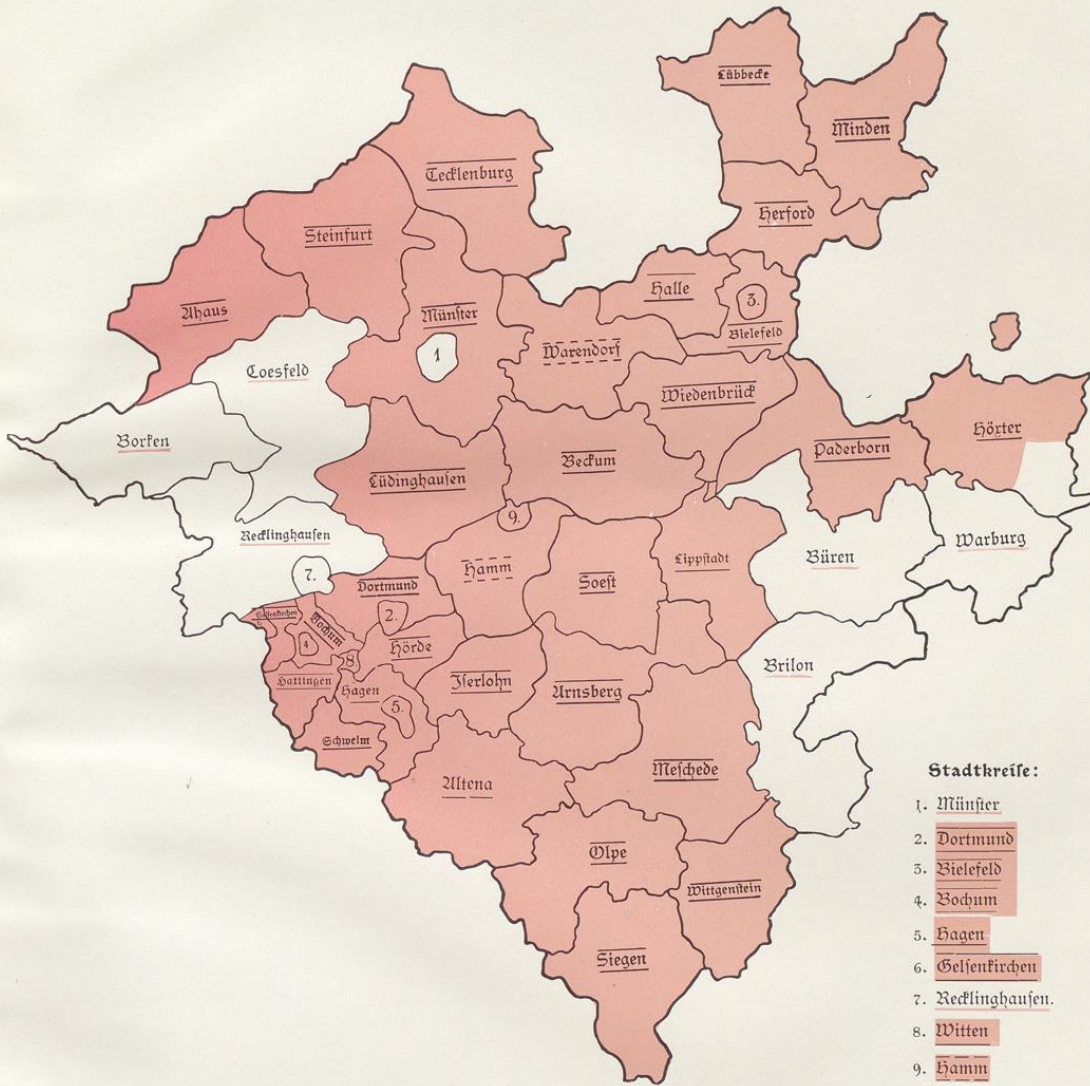 Lübbecke
Minden
Tecklenburg
Herford
Steinfurt
Halle
3.
Ahaus
Münster
Bielefeld
1
Warendorf
Coesfeld
Wiedenbrück
Borken
Höxter
Paderborn
Beckum
Lüdinghausen
9.
Recklinghausen
Warburg
Büren
Lippstadt
Hamm
Soest
7.
Dortmund
Gelsenkirchen
6.
2.
Bochum
4.
Hörde
8.
Brilon
Hattingen
Hagen
Iserlohn
Arnsberg
5.
Schwelm
Meschede
Altena
Olpe
Wittgenstein
Siegen
Stadtkreise:
1. Münster
2. Dortmund
3. Bielefeld
4. Bochum
5. Hagen
6. Gelsenkirchen
7. Recklinghausen.
8. Witten
9. Hamm